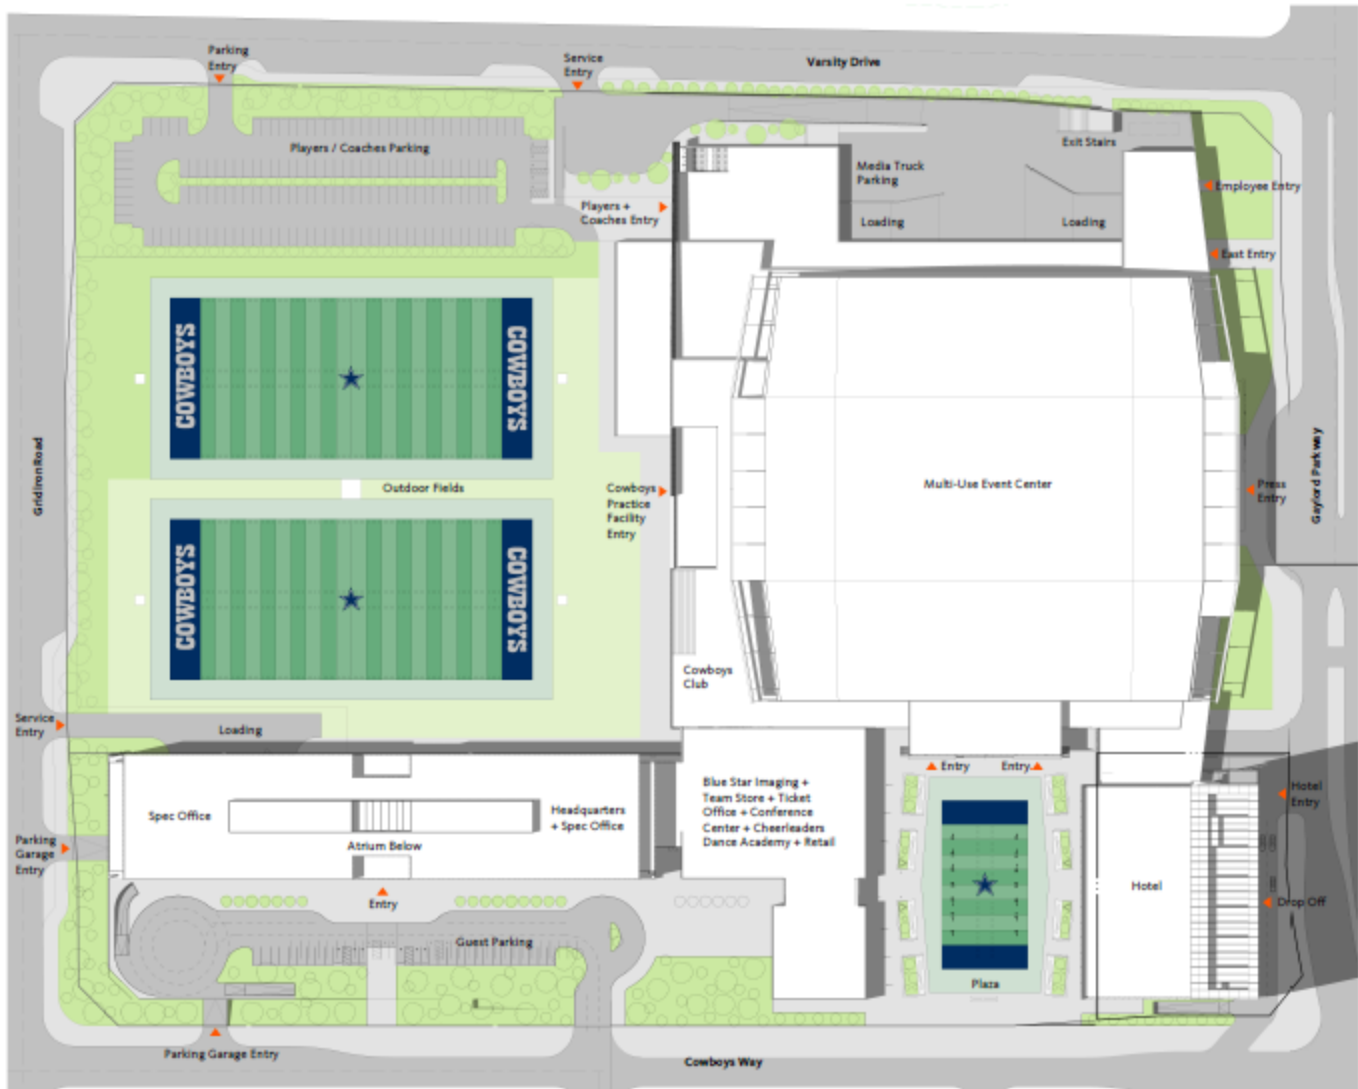 Parking
Entry
Service
Entry
Varsity Drive
Players / Coaches Parking
Exit Stairs
Media Truck
Parking
Employee Entry
Players +
Coaches Entry
Loading
Loading
East Entry
COWBOYS
COWBOYS
Gridiron Road
Outdoor Fields
Cowboys
Practice
Facility
Entry
Multi-Use Event Center
Press
Entry
Gaylord Parkway
COWBOYS
COWBOYS
Cowboys
Club
Service
Entry
Loading
Entry
Entry
Blue Star Imaging +
Team Store + Ticket
Office + Conference
Center + Cheerleaders
Dance Academy + Retail
Hotel
Entry
Spec Office
Headquarters
+ Spec Office
Atrium Below
Parking
Garage
Entry
Hotel
Entry
Drop Off
Guest Parking
Plaza
Parking Garage Entry
Cowboys Way